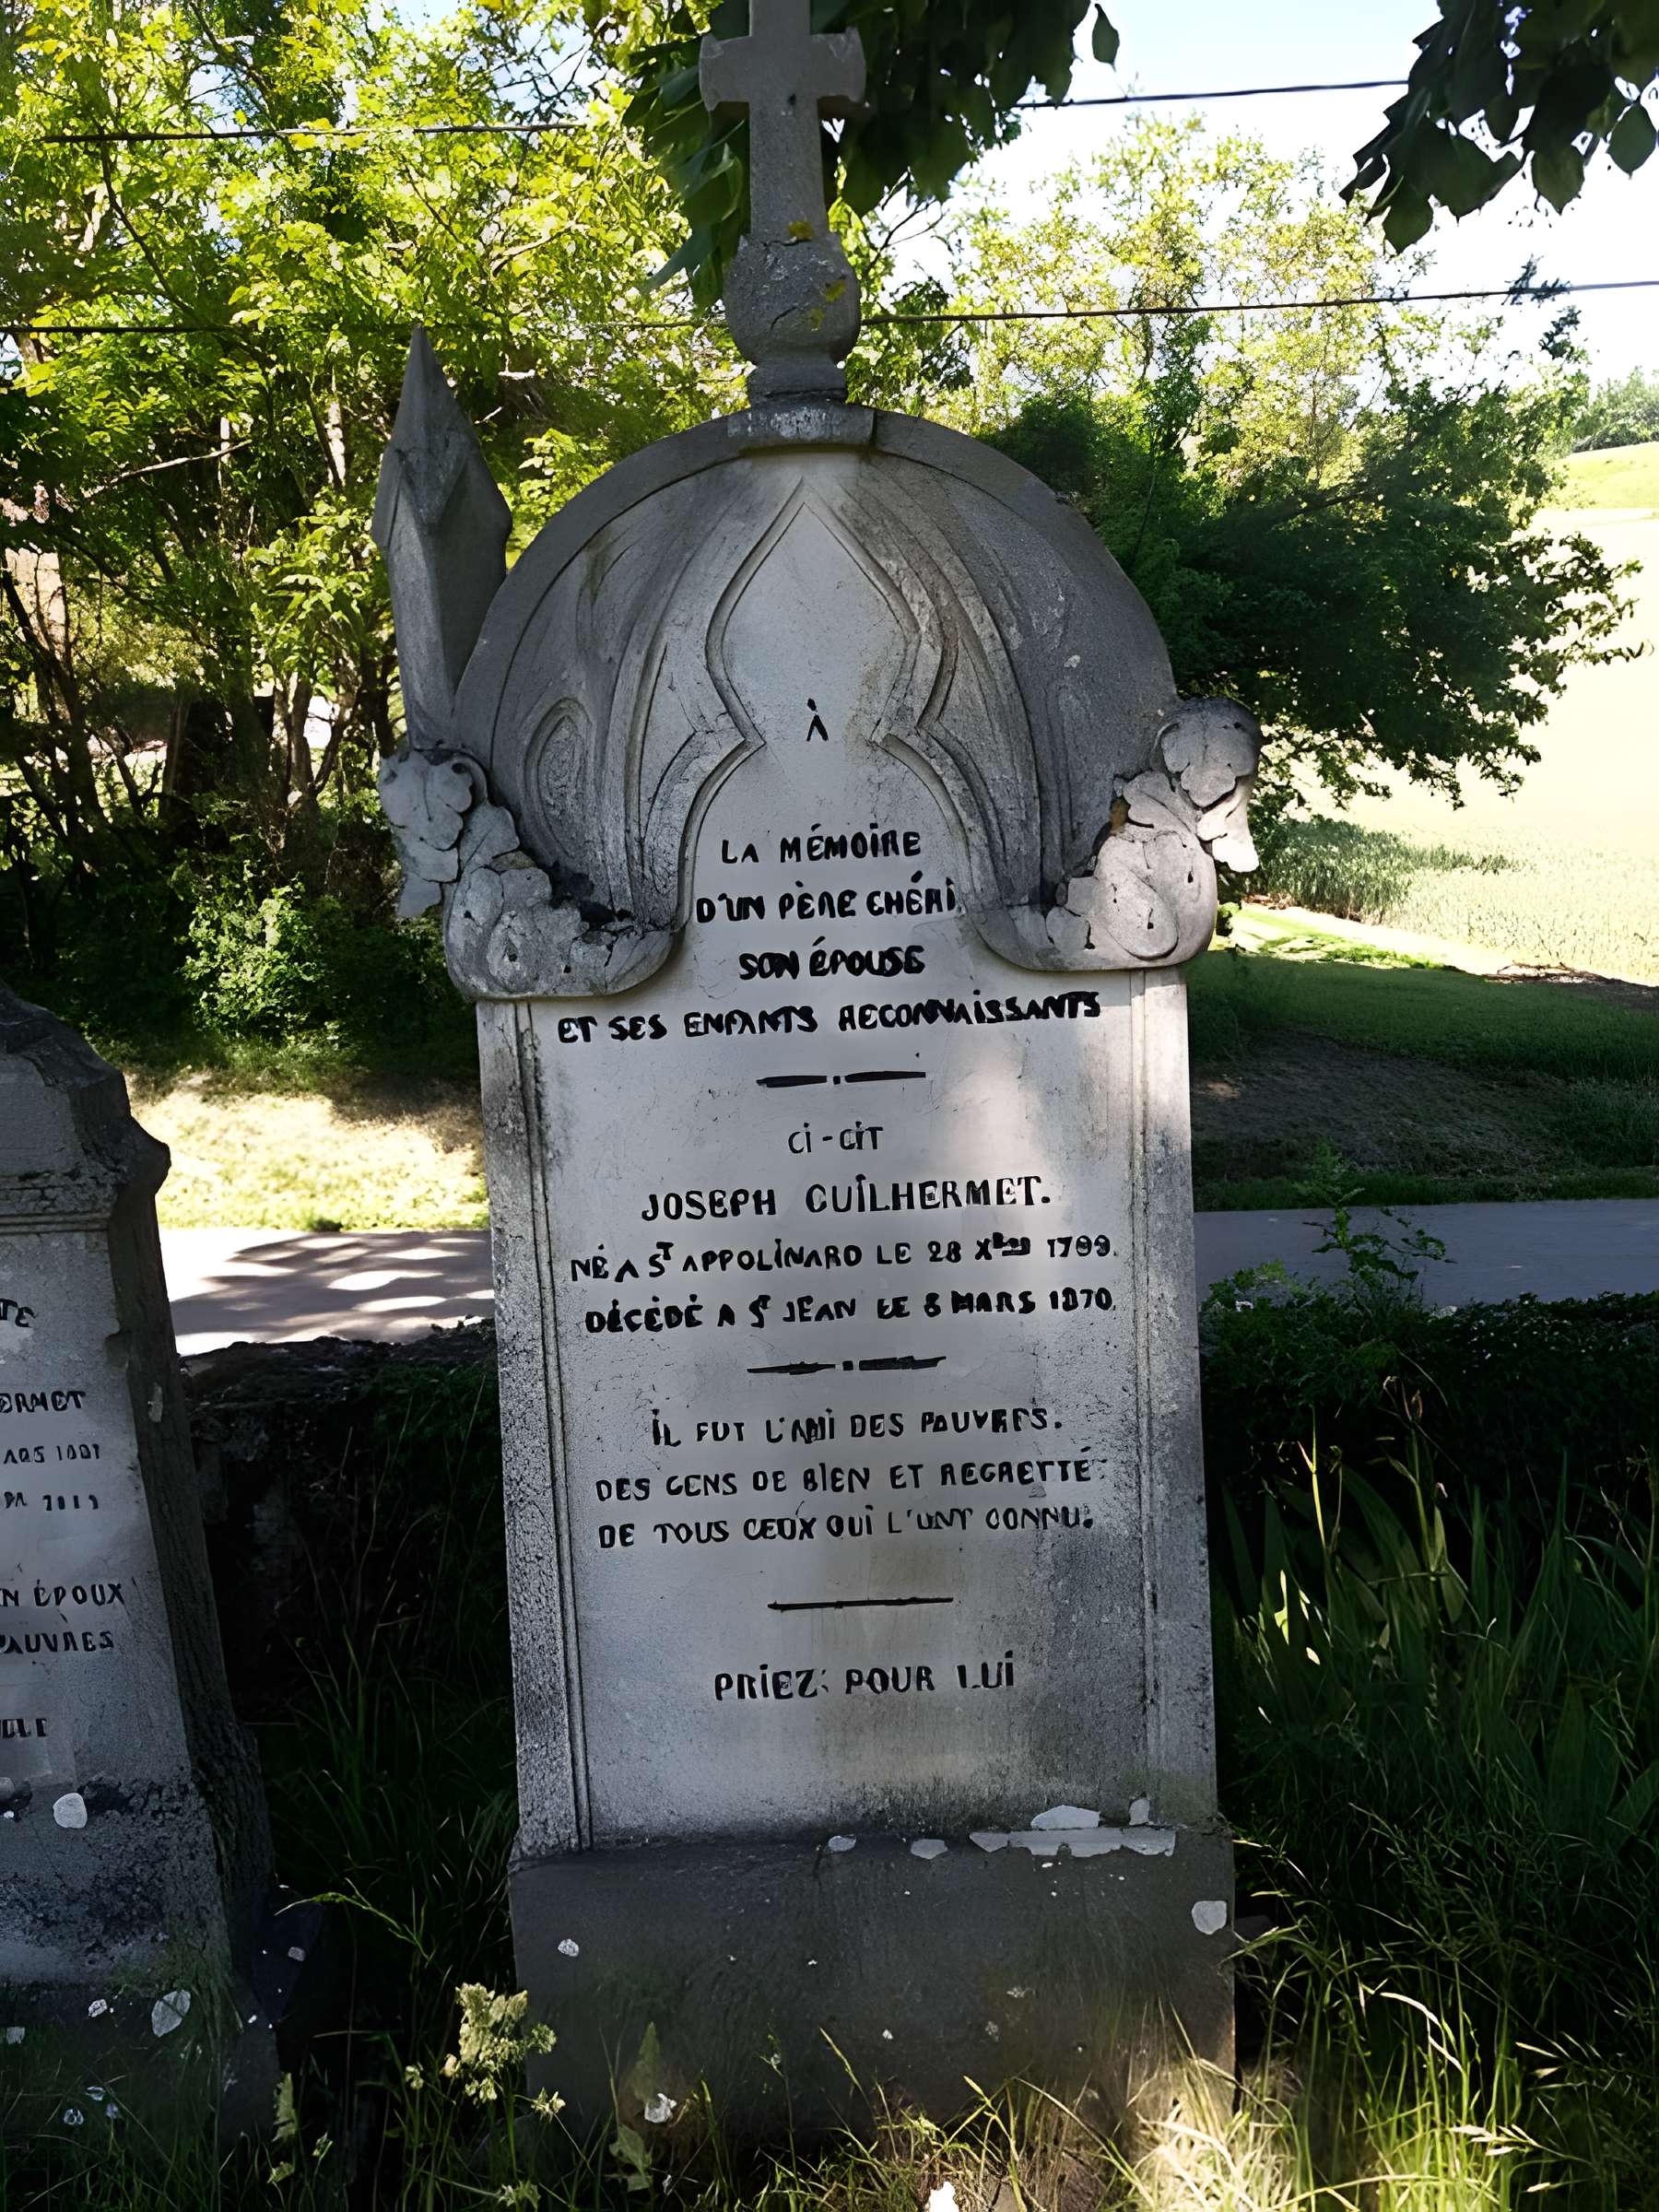 À
LA MÉMOIRE
D'UN PÈRE CHÉRI
SON ÉPOUSE
ET SES ENFANTS RECONNAISSANTS
CI-GIT
JOSEPH GUILHERMET.
NÉ A ST APPOLINARD LE 28 XBRE 1799.
DÉCÉDÉ A ST JEAN LE 8 MARS 1870.
IL FUT L'AMI DES PAUVRES.
DES GENS DE BIEN ET REGRETTÉ
DE TOUS CEUX QUI L'ONT CONNU.
PRIEZ POUR LUI
N ÉPOUX
PAUVRES